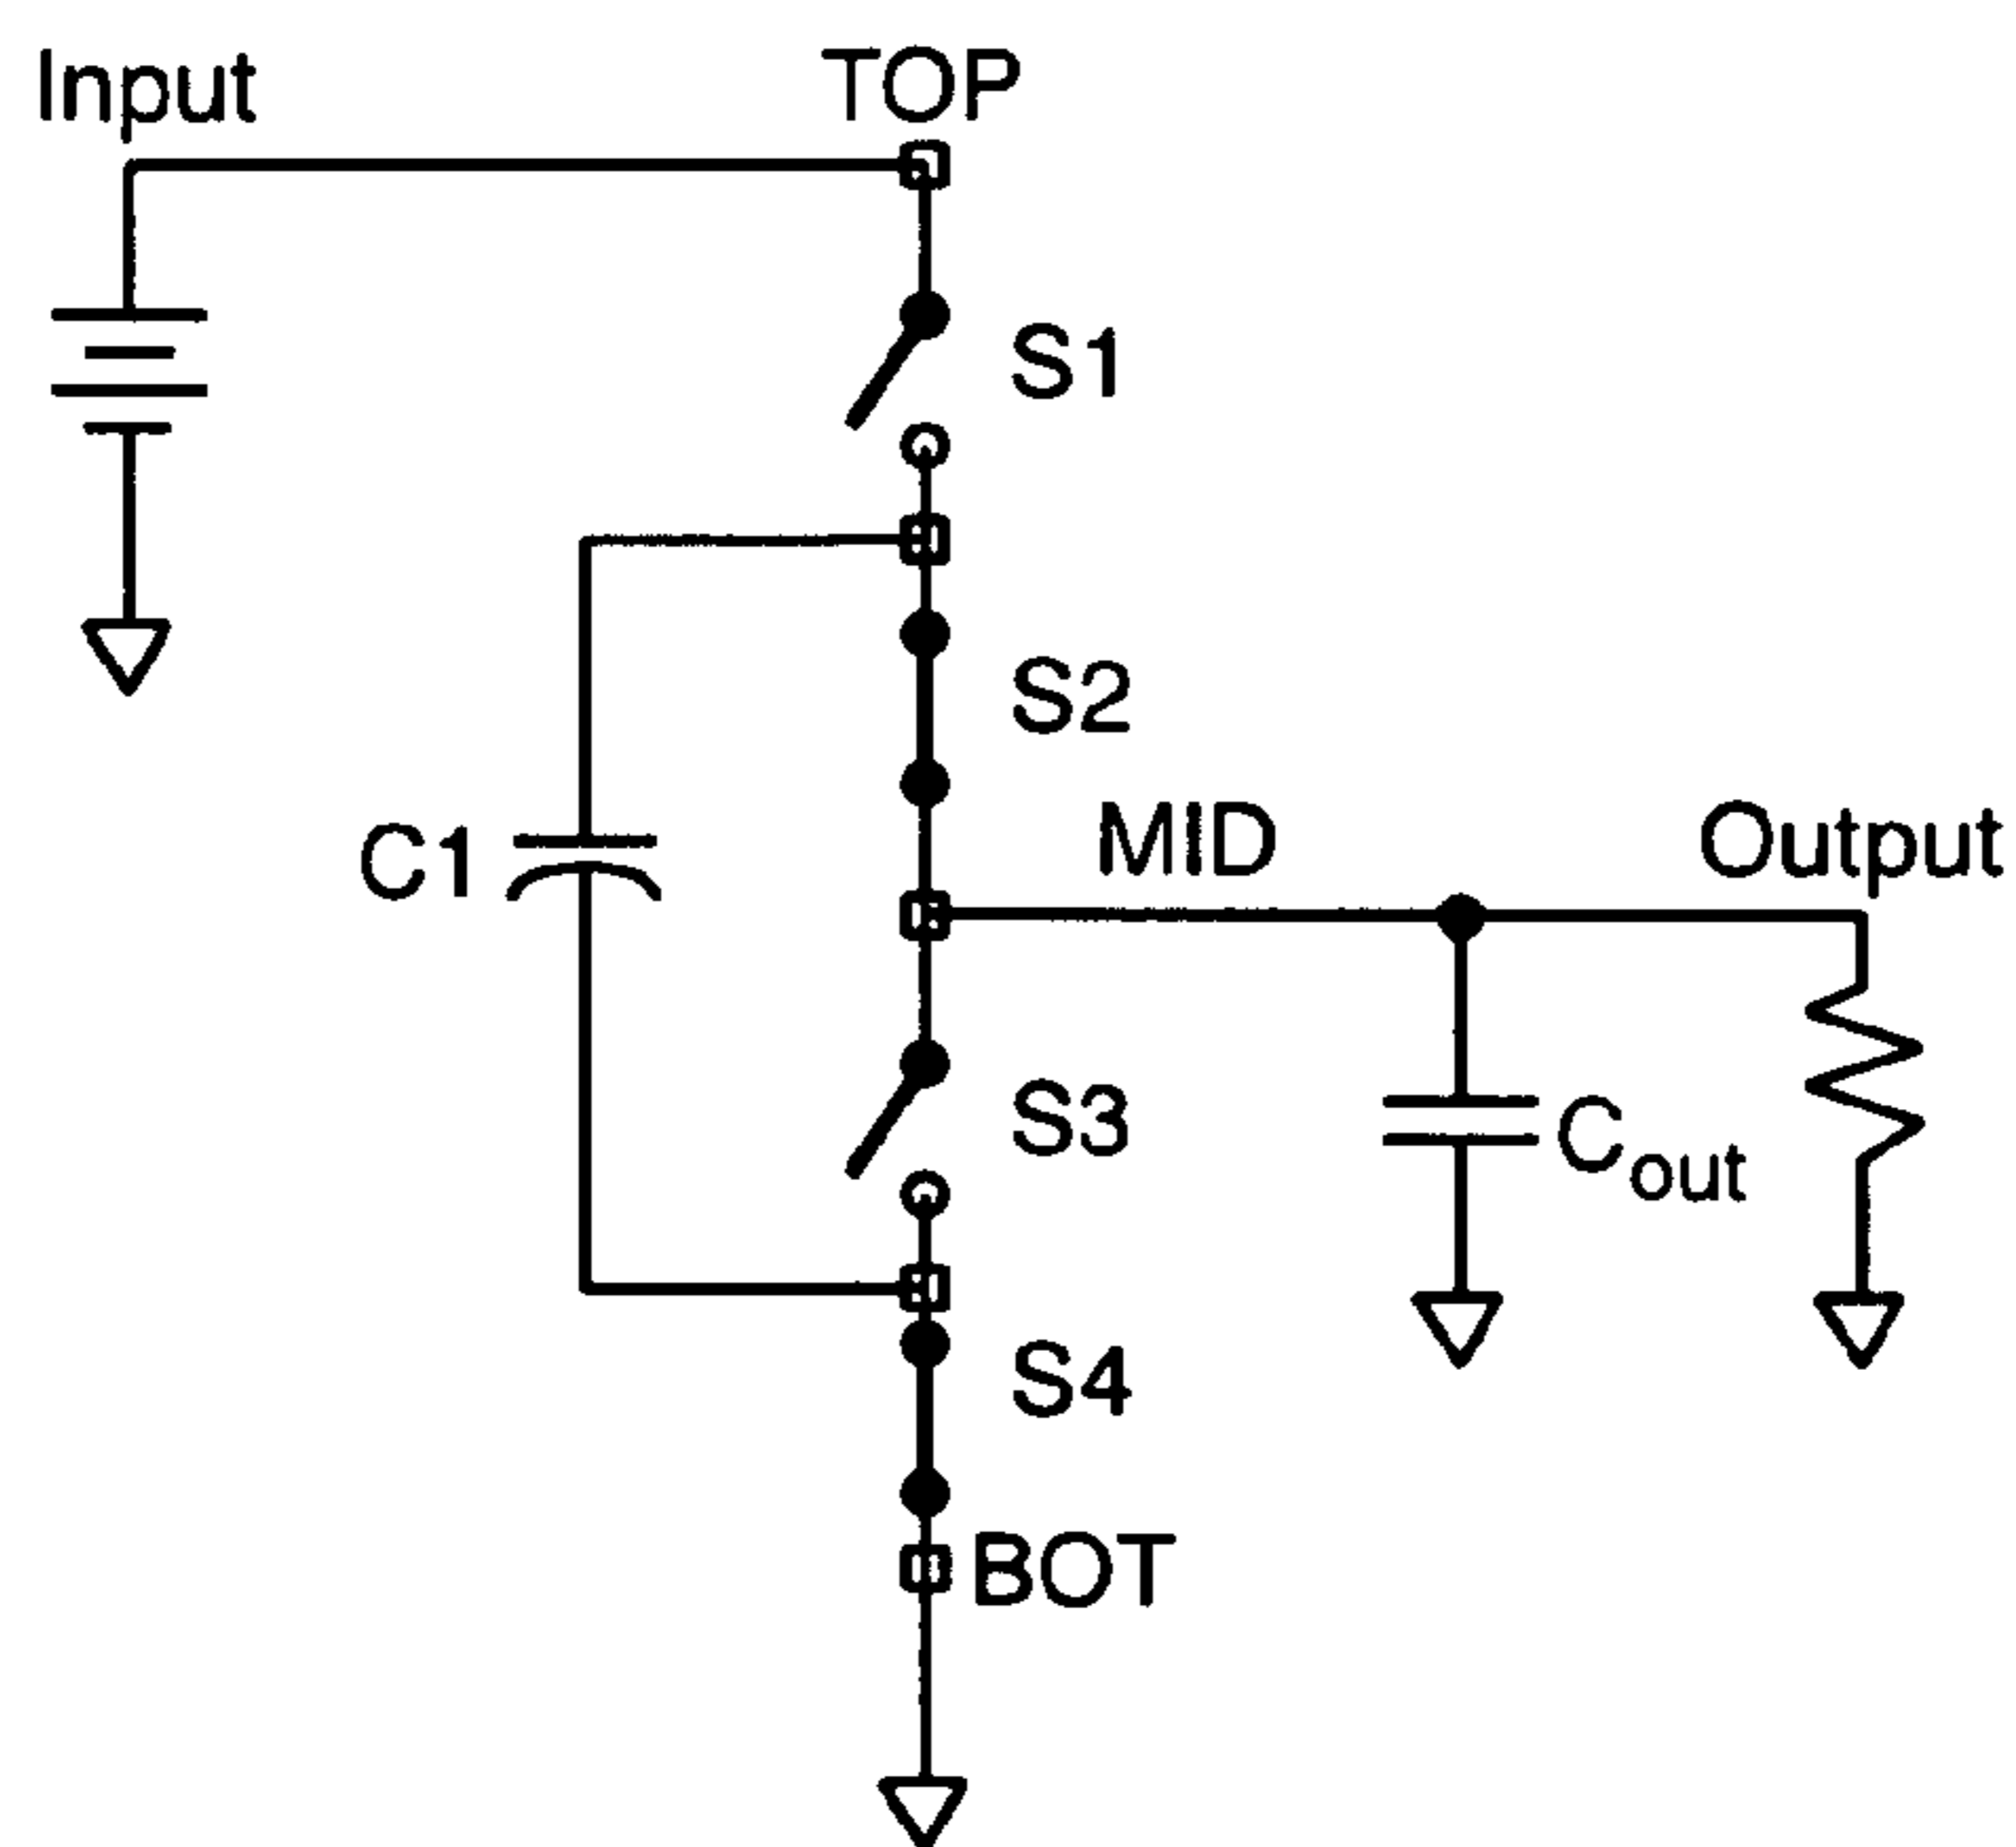 Input
TOP
S1
S2
C1
MID
Output
S3
Cout
S4
BOT